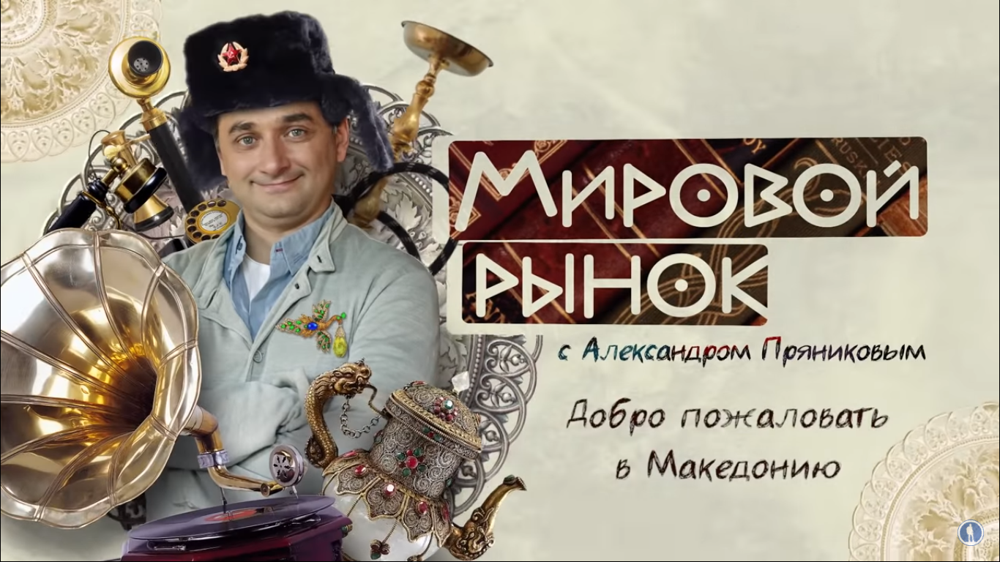 Мировой
рынок
с Александром Пряниковым
Добро пожаловать
в Македонию